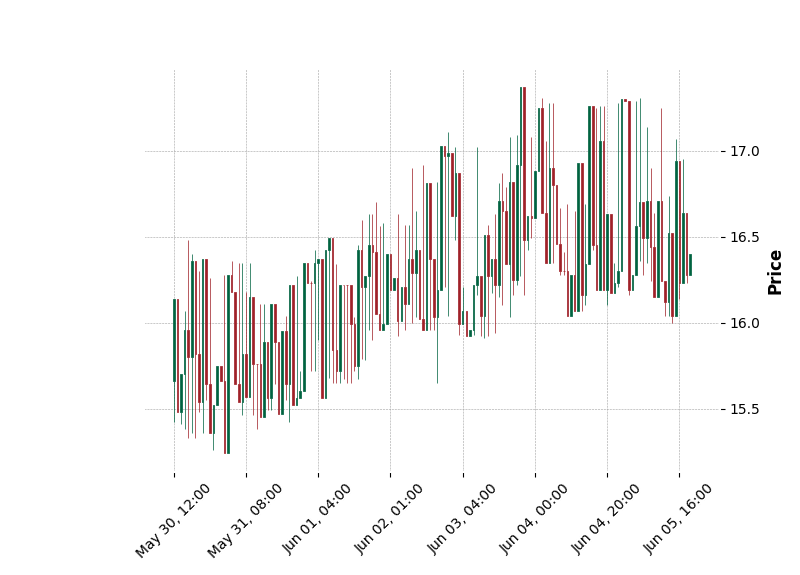 17.0
16.5
16.0
15.5
Price
May 30, 12:00
May 31, 08:00
Jun 01, 04:00
Jun 02, 01:00
Jun 03, 04:00
Jun 04, 00:00
Jun 04, 20:00
Jun 05, 16:00